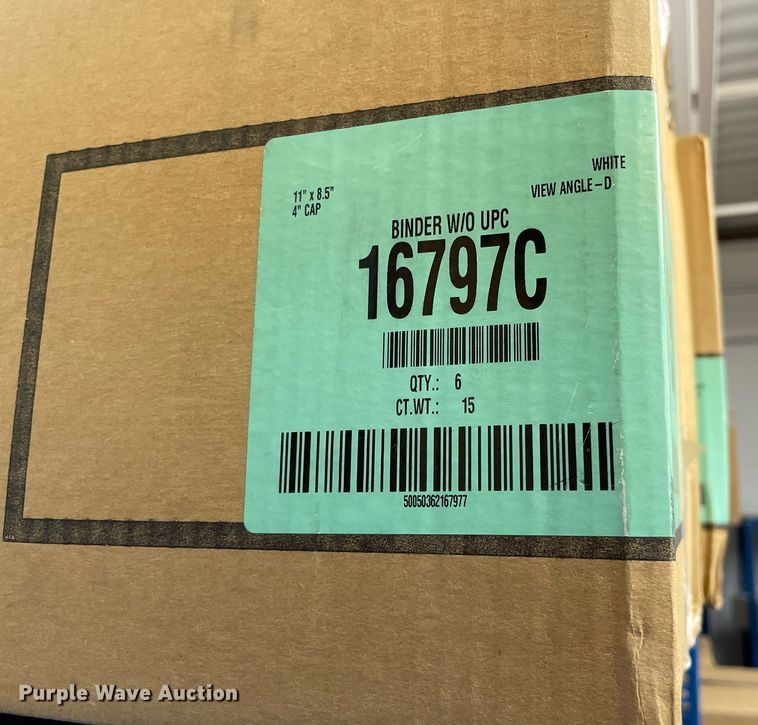 WHITE
11" x 8.5"
VIEW ANGLE-D
4" CAP
BINDER W/O UPC
16797C
QTY.: 6
CT.WT.: 15
50050362167977
Purple Wave Auction